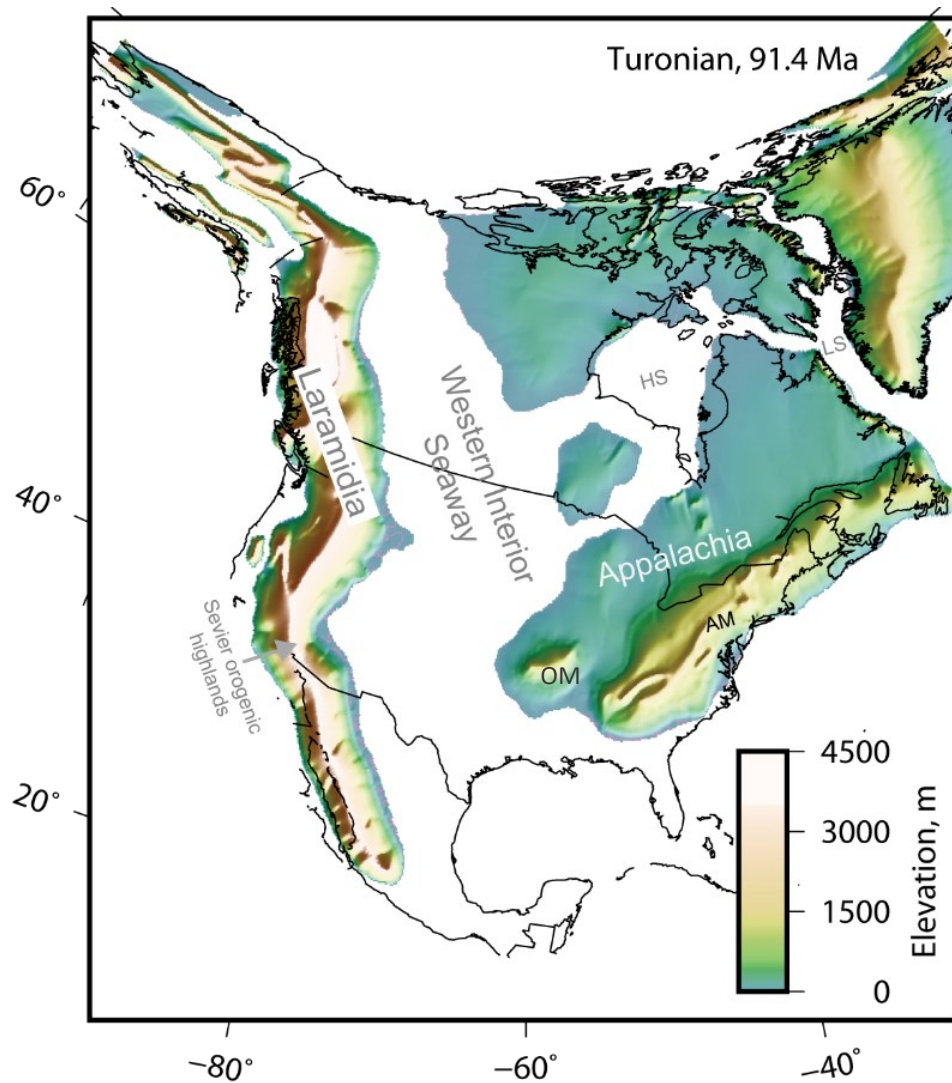 Turonian, 91.4 Ma
60°
40°
20°
LS
HS
Laramidia
Western Interior
Seaway
Appalachia
AM
OM
Sevier orogenic
highlands
4500
3000
1500
0
Elevation, m
−80°
−60°
−40°